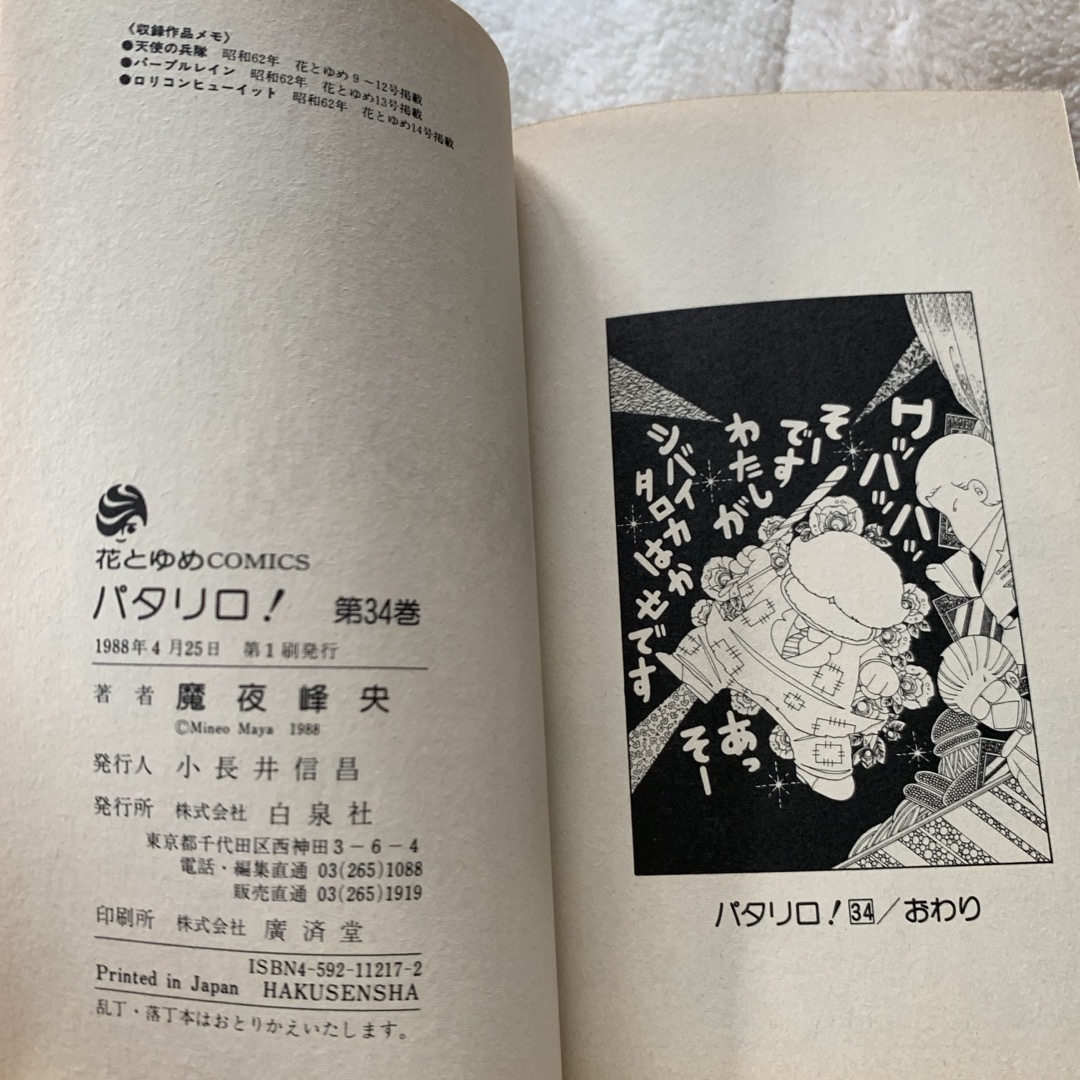 〈収録作品メモ〉
●天使の兵隊 昭和62年 花とゆめ9-12号掲載
●パープルレイン 昭和62年 花とゆめ13号掲載
●ロリコンヒューイット 昭和62年 花とゆめ14号掲載
花とゆめCOMICS
パタリロ! 第34巻
1988年4月25日 第1刷発行
著者 魔夜峰央
©Mineo Maya 1988
発行人 小長井信昌
発行所 株式会社 白泉社
東京都千代田区西神田3-6-4
電話・編集直通 03(265)1088
販売直通 03(265)1919
印刷所 株式会社 廣済堂
ISBN4-592-11217-2
Printed in Japan HAKUSENSHA
乱丁・落丁本はおとりかえいたします。
ワッハッハッ
そーです
わたしが
シバイカカ
タロはかせです
あっそー
パタリロ! 34/おわり